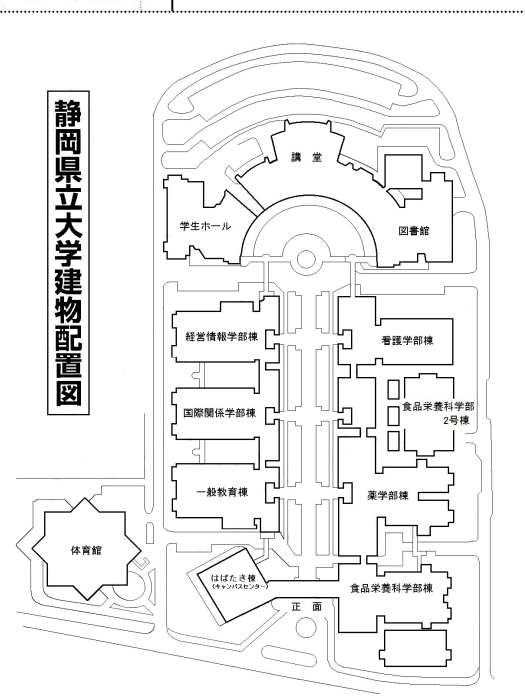 静岡県立大学建物配置図
講堂
学生ホール
図書館
経営情報学部棟
看護学部棟
国際関係学部棟
食品栄養科学部
2号棟
一般教育棟
薬学部棟
体育館
はばたき棟
(キャンパスセンター)
食品栄養科学部棟
正面